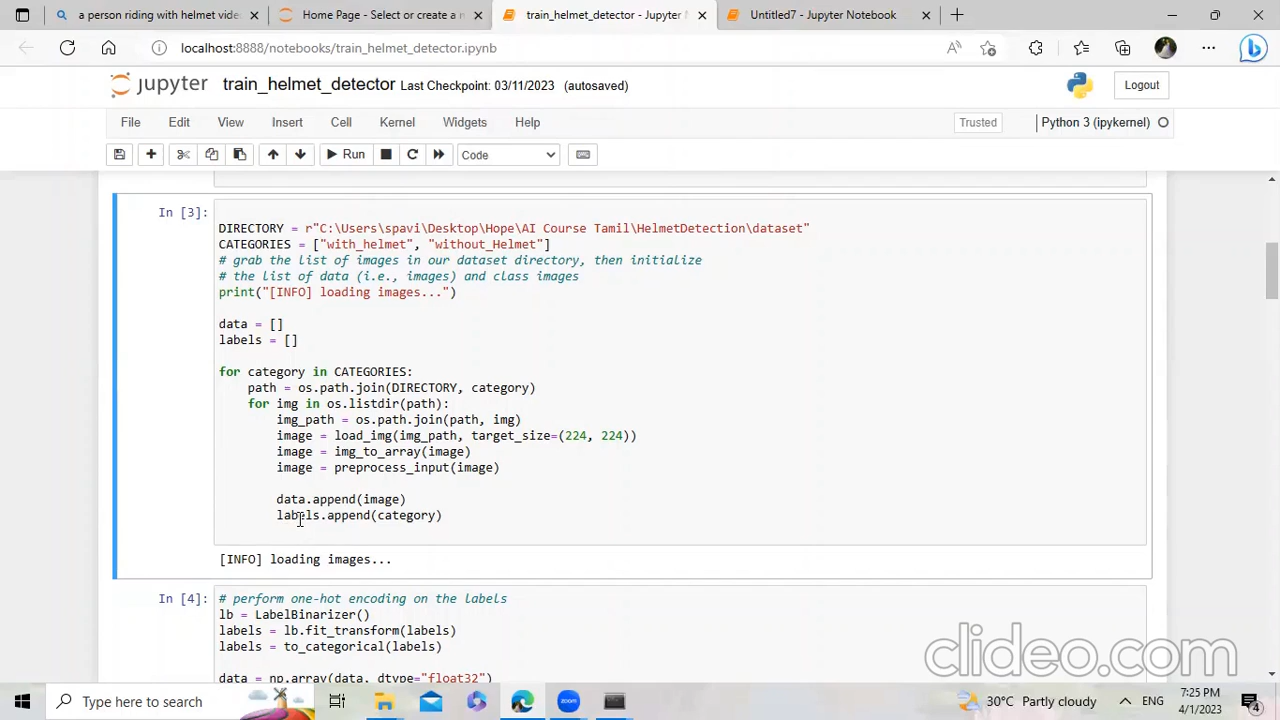 a person riding with helmet video
Home Page - Select or create a n
train_helmet_detector - Jupyter
Untitled7 - Jupyter Notebook
localhost:8888/notebooks/train_helmet_detector.ipynb
jupyter train_helmet_detector Last Checkpoint: 03/11/2023 (autosaved)
Logout
File Edit View Insert Cell Kernel Widgets Help
Trusted
Python 3 (ipykernel)
Run
Code
In [3]:
DIRECTORY = r"C:\Users\spavi\Desktop\Hope\AI Course Tamil\HelmetDetection\dataset"
CATEGORIES = ["with_helmet", "without_Helmet"]
# grab the list of images in our dataset directory, then initialize
# the list of data (i.e., images) and class images
print("[INFO] loading images...")
data = []
labels = []
for category in CATEGORIES:
path = os.path.join(DIRECTORY, category)
for img in os.listdir(path):
img_path = os.path.join(path, img)
image = load_img(img_path, target_size=(224, 224))
image = img_to_array(image)
image = preprocess_input(image)
data.append(image)
labels.append(category)
[INFO] loading images...
In [4]:
# perform one-hot encoding on the labels
lb = LabelBinarizer()
labels = lb.fit_transform(labels)
labels = to_categorical(labels)
data = np.array(data, dtype="float32")
clideo.com
Type here to search
zoom
30°C Partly cloudy
ENG
7:25 PM
4/1/2023
4